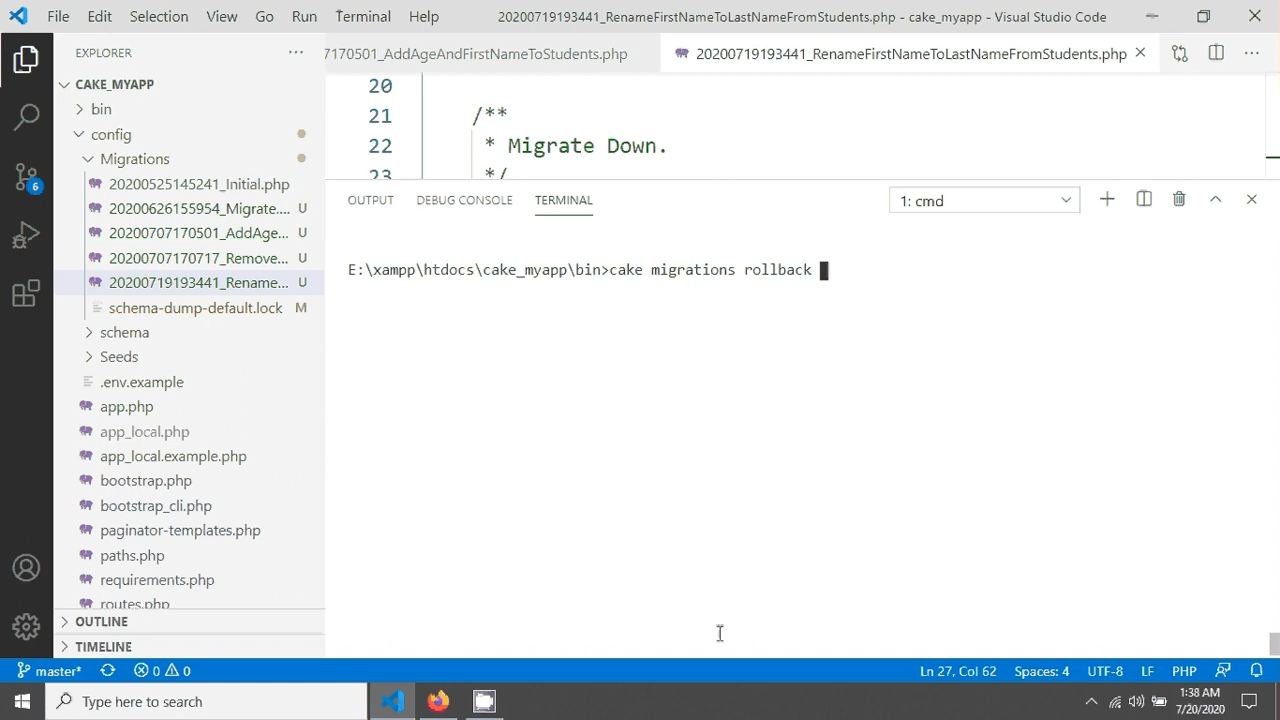 File Edit Selection View Go Run Terminal Help 20200719193441_RenameFirstNameToLastNameFromStudents.php - cake_myapp - Visual Studio Code
EXPLORER
7170501_AddAgeAndFirstNameToStudents.php
20200719193441_RenameFirstNameToLastNameFromStudents.php
CAKE_MYAPP
bin
config
Migrations
20200525145241_Initial.php
20200626155954_Migrate.... U
20200707170501_AddAge... U
20200707170717_Remove... U
20200719193441_Rename... U
schema-dump-default.lock M
schema
Seeds
.env.example
app.php
app_local.php
app_local.example.php
bootstrap.php
bootstrap_cli.php
paginator-templates.php
paths.php
requirements.php
routes.php
OUTLINE
TIMELINE
6
20
21 /**
22 * Migrate Down.
23 */
OUTPUT DEBUG CONSOLE TERMINAL 1: cmd
E:\xampp\htdocs\cake_myapp\bin>cake migrations rollback
master* 0 0 Ln 27, Col 62 Spaces: 4 UTF-8 LF PHP
Type here to search
1:38 AM
7/20/2020